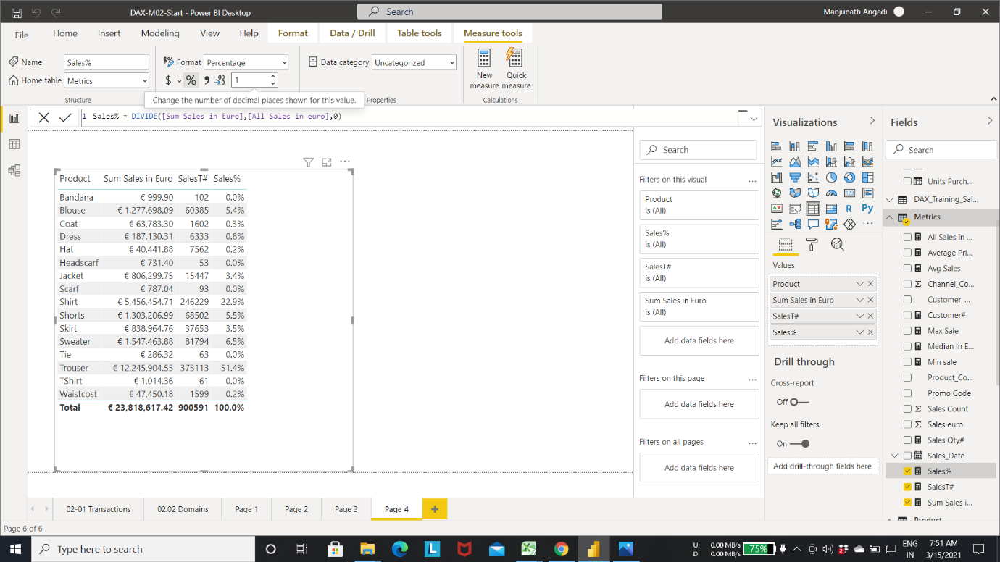 DAX-M02-Start - Power BI Desktop
Search
Manjunath Angadi
File Home Insert Modeling View Help Format Data / Drill Table tools Measure tools
Name Sales%
Home table Metrics
Structure
Format Percentage
$ % 1
Change the number of decimal places shown for this value.
Data category Uncategorized
Properties
New measure
Quick measure
Calculations
1 Sales% = DIVIDE([Sum Sales in Euro],[All Sales in euro],0)
Product Sum Sales in Euro SalesT# Sales%
Bandana € 999.90 102 0.0%
Blouse € 1,277,698.09 60385 5.4%
Coat € 63,783.30 1602 0.3%
Dress € 187,130.31 6333 0.8%
Hat € 40,441.88 7562 0.2%
Headscarf € 731.40 53 0.0%
Jacket € 806,299.75 15447 3.4%
Scarf € 787.04 93 0.0%
Shirt € 5,456,454.71 246229 22.9%
Shorts € 1,303,206.99 68502 5.5%
Skirt € 838,964.76 37653 3.5%
Sweater € 1,547,463.88 81794 6.5%
Tie € 286.32 63 0.0%
Trouser € 12,245,904.55 373113 51.4%
TShirt € 1,014.36 61 0.0%
Waistcost € 47,450.18 1599 0.2%
Total € 23,818,617.42 900591 100.0%
Search
Filters on this visual ...
Product
is (All)
Sales%
is (All)
SalesT#
is (All)
Sum Sales in Euro
is (All)
Add data fields here
Filters on this page ...
Add data fields here
Filters on all pages ...
Add data fields here
Visualizations
R Py
Values
Product
Sum Sales in Euro
SalesT#
Sales%
Drill through
Cross-report
Off
Keep all filters
On
Add drill-through fields here
Fields
Search
Units Purch...
DAX_Training_Sal...
Metrics
All Sales in ...
Average Pri...
Avg Sales
Channel_Co...
Customer_...
Customer#
Max Sale
Median in E...
Min sale
Product_Co...
Promo Code
Sales Count
Sales euro
Sales Qty#
Sales_Date
Sales%
SalesT#
Sum Sales i...
Product
02-01 Transactions 02.02 Domains Page 1 Page 2 Page 3 Page 4 +
Page 6 of 6
Type here to search
U: 0.00 MB/s
D: 0.00 MB/s
75%
ENG
IN
7:51 AM
3/15/2021